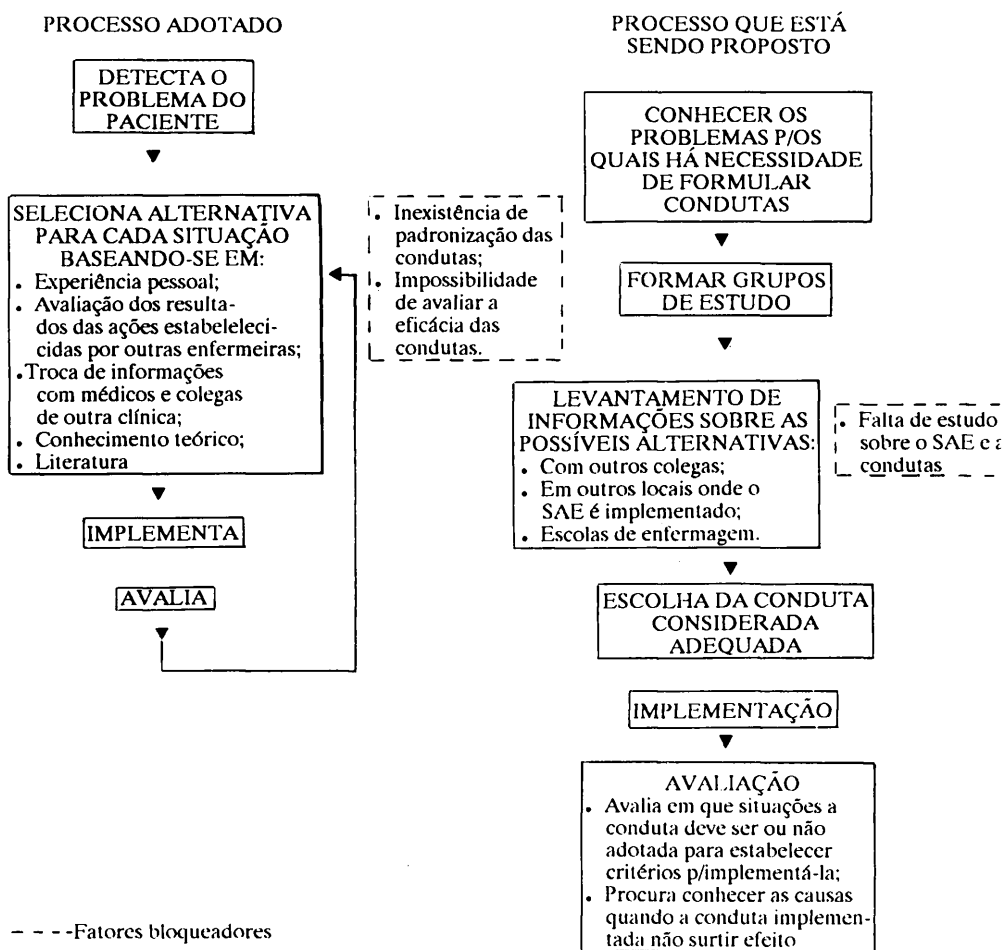 PROCESSO ADOTADO
DETECTA O
PROBLEMA DO
PACIENTE
SELECIONA ALTERNATIVA
PARA CADA SITUAÇÃO
BASEANDO-SE EM:
• Experiência pessoal;
• Avaliação dos resulta-
dos das ações estabeleleci-
cidas por outras enfermeiras;
• Troca de informações
com médicos e colegas
de outra clínica;
• Conhecimento teórico;
• Literatura
IMPLEMENTA
AVALIA
• Inexistência de
padronização das
condutas;
• Impossibilidade
de avaliar a
eficácia das
condutas.
PROCESSO QUE ESTÁ
SENDO PROPOSTO
CONHECER OS
PROBLEMAS P/OS
QUAIS HÁ NECESSIDADE
DE FORMULAR
CONDUTAS
FORMAR GRUPOS
DE ESTUDO
LEVANTAMENTO DE
INFORMAÇÕES SOBRE AS
POSSÍVEIS ALTERNATIVAS:
• Com outros colegas;
• Em outros locais onde o
SAE é implementado;
• Escolas de enfermagem.
• Falta de estudo
sobre o SAE e a
condutas
ESCOLHA DA CONDUTA
CONSIDERADA
ADEQUADA
IMPLEMENTAÇÃO
AVALIAÇÃO
• Avalia em que situações a
conduta deve ser ou não
adotada para estabelecer
critérios p/implementá-la;
• Procura conhecer as causas
quando a conduta implemen-
tada não surtir efeito
- - - -Fatores bloqueadores